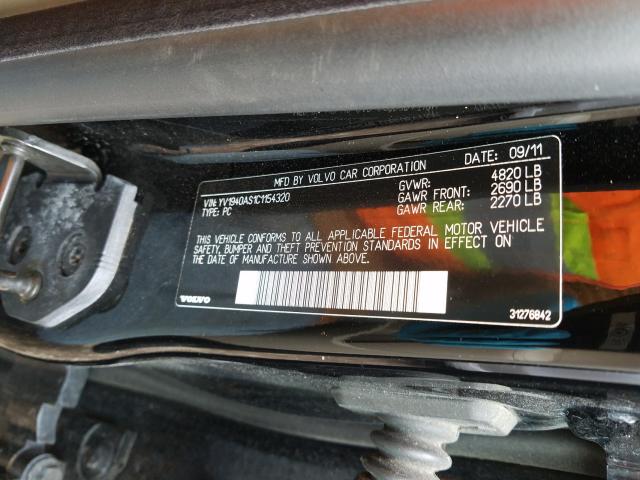 MFD BY VOLVO CAR CORPORATION DATE: 09/11
VIN: YV1940AS1C1154320
TYPE: PC
GVWR: 4820 LB
GAWR FRONT: 2690 LB
GAWR REAR: 2270 LB
THIS VEHICLE CONFORMS TO ALL APPLICABLE FEDERAL MOTOR VEHICLE
SAFETY, BUMPER AND THEFT PREVENTION STANDARDS IN EFFECT ON
THE DATE OF MANUFACTURE SHOWN ABOVE.
VOLVO
31276842